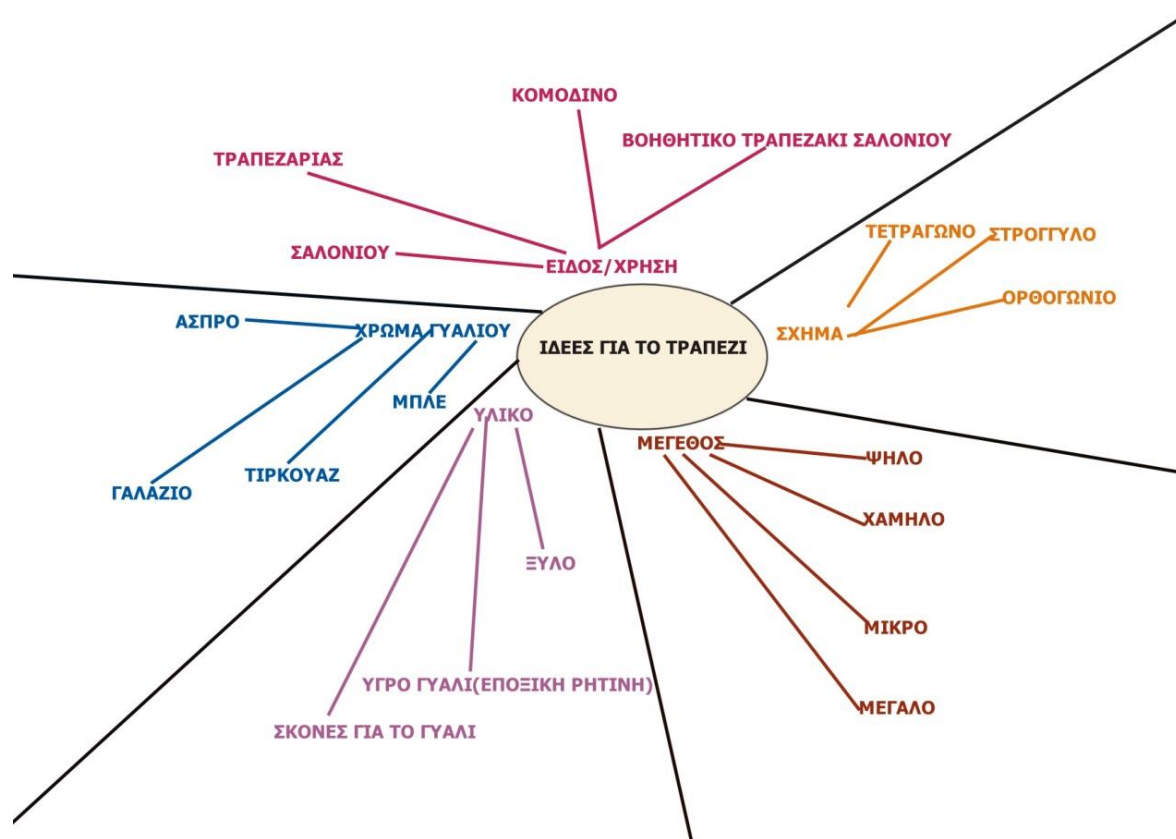 ΚΟΜΟΔΙΝΟ
ΒΟΗΘΗΤΙΚΟ ΤΡΑΠΕΖΑΚΙ ΣΑΛΟΝΙΟΥ
ΤΡΑΠΕΖΑΡΙΑΣ
ΣΑΛΟΝΙΟΥ
ΕΙΔΟΣ/ΧΡΗΣΗ
ΤΕΤΡΑΓΩΝΟ
ΣΤΡΟΓΓΥΛΟ
ΟΡΘΟΓΩΝΙΟ
ΣΧΗΜΑ
ΙΔΕΕΣ ΓΙΑ ΤΟ ΤΡΑΠΕΖΙ
ΑΣΠΡΟ
ΧΡΩΜΑ ΓΥΑΛΙΟΥ
ΜΠΛΕ
ΤΙΡΚΟΥΑΖ
ΓΑΛΑΖΙΟ
ΥΛΙΚΟ
ΞΥΛΟ
ΥΓΡΟ ΓΥΑΛΙ(ΕΠΟΞΙΚΗ ΡΗΤΙΝΗ)
ΣΚΟΝΕΣ ΓΙΑ ΤΟ ΓΥΑΛΙ
ΜΕΓΕΘΟΣ
ΨΗΛΟ
ΧΑΜΗΛΟ
ΜΙΚΡΟ
ΜΕΓΑΛΟ